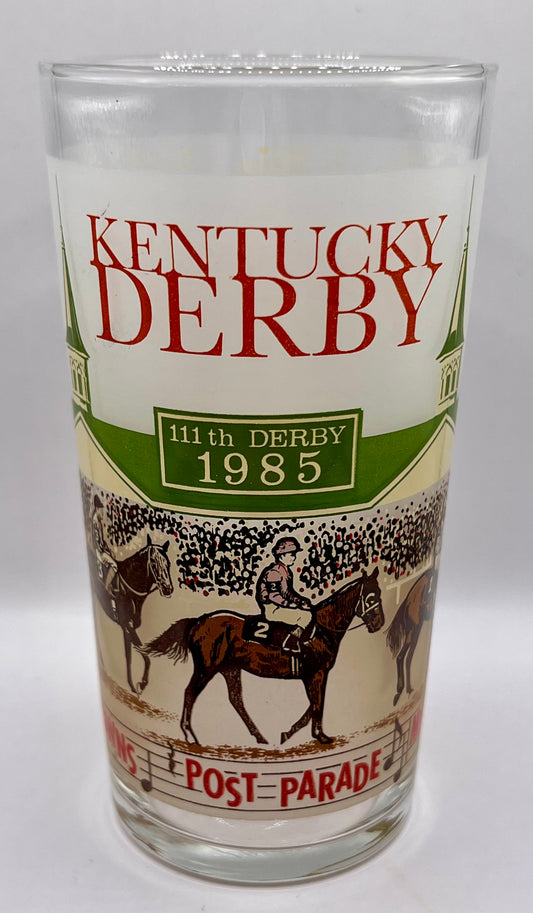 KENTUCKY
DERBY
111th DERBY
1985
2
POST PARADE